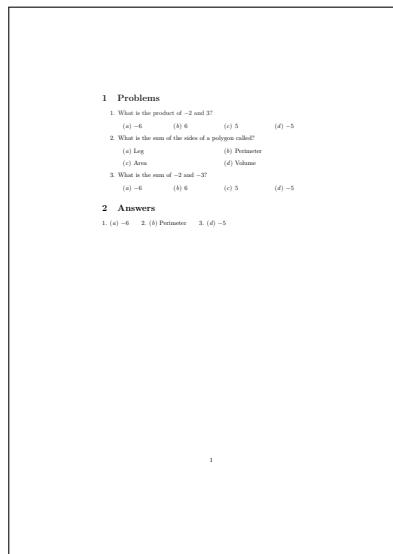 1 Problems
1. What is the product of −2 and 3?
(a) −6 (b) 6 (c) 5 (d) −5
2. What is the sum of the sides of a polygon called?
(a) Leg (b) Perimeter
(c) Area (d) Volume
3. What is the sum of −2 and −3?
(a) −6 (b) 6 (c) 5 (d) −5
2 Answers
1. (a) −6 2. (b) Perimeter 3. (d) −5
1